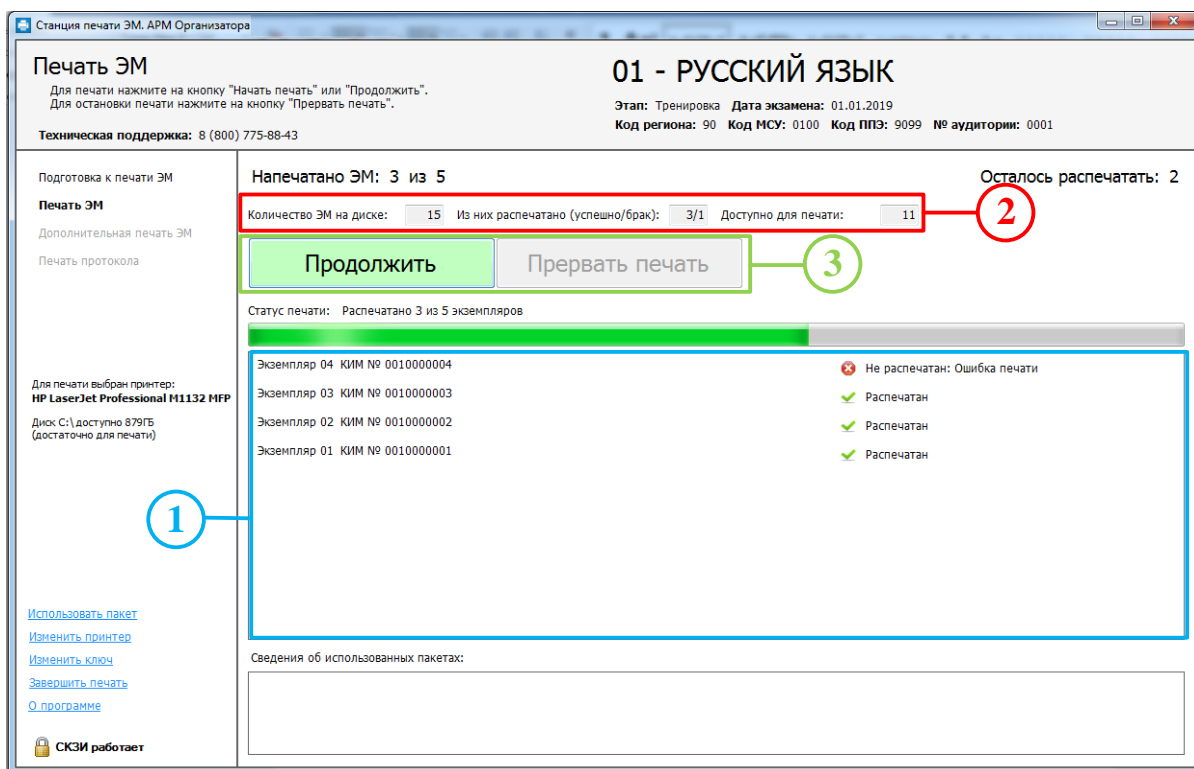 Станция печати ЭМ. АРМ Организатора
Печать ЭМ
Для печати нажмите на кнопку "Начать печать" или "Продолжить".
Для остановки печати нажмите на кнопку "Прервать печать".
Техническая поддержка: 8 (800) 775-88-43
01 - РУССКИЙ ЯЗЫК
Этап: Тренировка Дата экзамена: 01.01.2019
Код региона: 90 Код МСУ: 0100 Код ППЭ: 9099 № аудитории: 0001
Подготовка к печати ЭМ
Печать ЭМ
Дополнительная печать ЭМ
Печать протокола
Для печати выбран принтер:
HP LaserJet Professional M1132 MFP
Диск C:\ доступно 879ГБ
(достаточно для печати)
Использовать пакет
Изменить принтер
Изменить ключ
Завершить печать
О программе
СКЗИ работает
Напечатано ЭМ: 3 из 5 Осталось распечатать: 2
Количество ЭМ на диске: 15 Из них распечатано (успешно/брак): 3/1 Доступно для печати: 11
2
Продолжить Прервать печать
3
Статус печати: Распечатано 3 из 5 экземпляров
Экземпляр 04 КИМ № 0010000004 Не распечатан: Ошибка печати
Экземпляр 03 КИМ № 0010000003 Распечатан
Экземпляр 02 КИМ № 0010000002 Распечатан
Экземпляр 01 КИМ № 0010000001 Распечатан
1
Сведения об использованных пакетах: